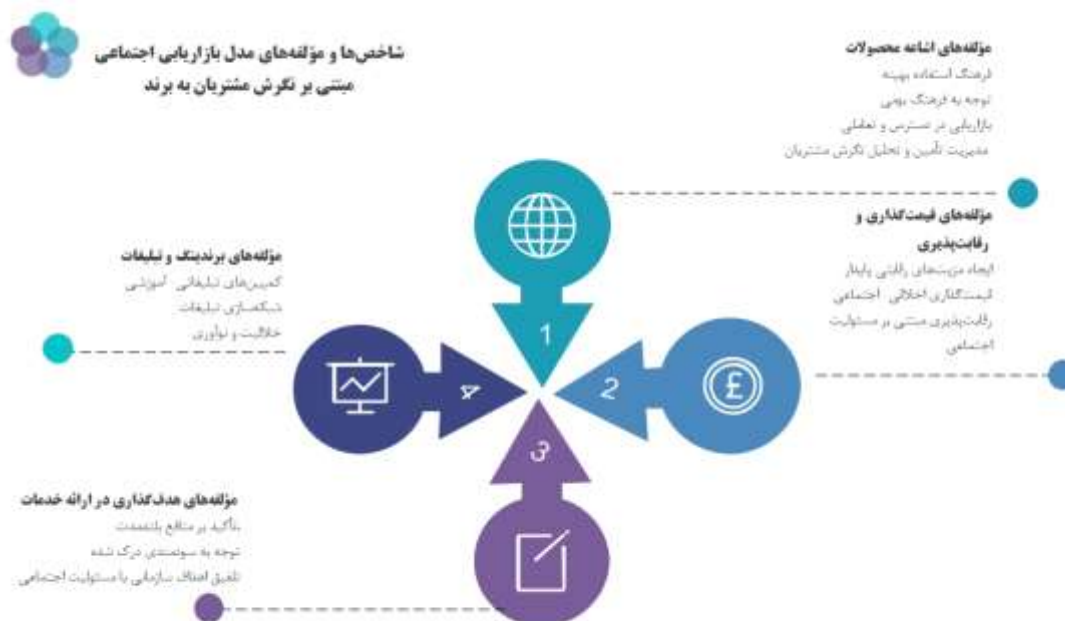 شاخص‌ها و مؤلفه‌های مدل بازاریابی اجتماعی
مبتنی بر نگرش مشتریان به برند
مؤلفه‌های اشاعه محصولات
فرهنگ استفاده بهینه
توجه به فرهنگ بومی
بازاریابی در دسترس و تعاملی
مدیریت تأمین و تحلیل نگرش مشتریان
1
مؤلفه‌های قیمت‌گذاری و
رقابت‌پذیری
ایجاد مزیت‌های رقابتی پایدار
قیمت‌گذاری اخلاقی اجتماعی
رقابت‌پذیری مبتنی بر مسئولیت
اجتماعی
2
£
مؤلفه‌های هدف‌گذاری در ارائه خدمات
تأکید بر منافع بلندمدت
توجه به سودمندی درک شده
تلفیق اهداف سازمانی با مسئولیت اجتماعی
3
مؤلفه‌های برندینگ و تبلیغات
کمپین‌های تبلیغاتی آموزشی
شبکه‌سازی تبلیغات
خلاقیت و نوآوری
4